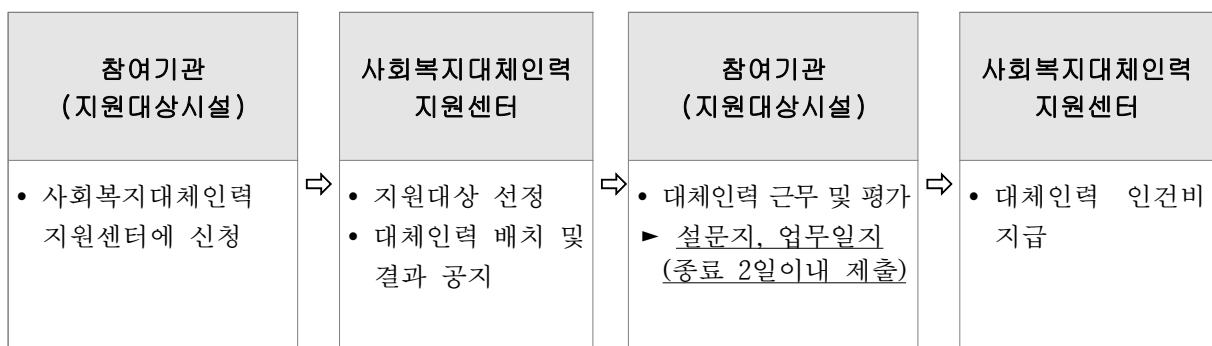 참여기관
(지원대상시설)
• 사회복지대체인력
지원센터에 신청
⇨
사회복지대체인력
지원센터
• 지원대상 선정
• 대체인력 배치 및
결과 공지
⇨
참여기관
(지원대상시설)
• 대체인력 근무 및 평가
► 설문지, 업무일지
(종료 2일이내 제출)
⇨
사회복지대체인력
지원센터
• 대체인력 인건비
지급